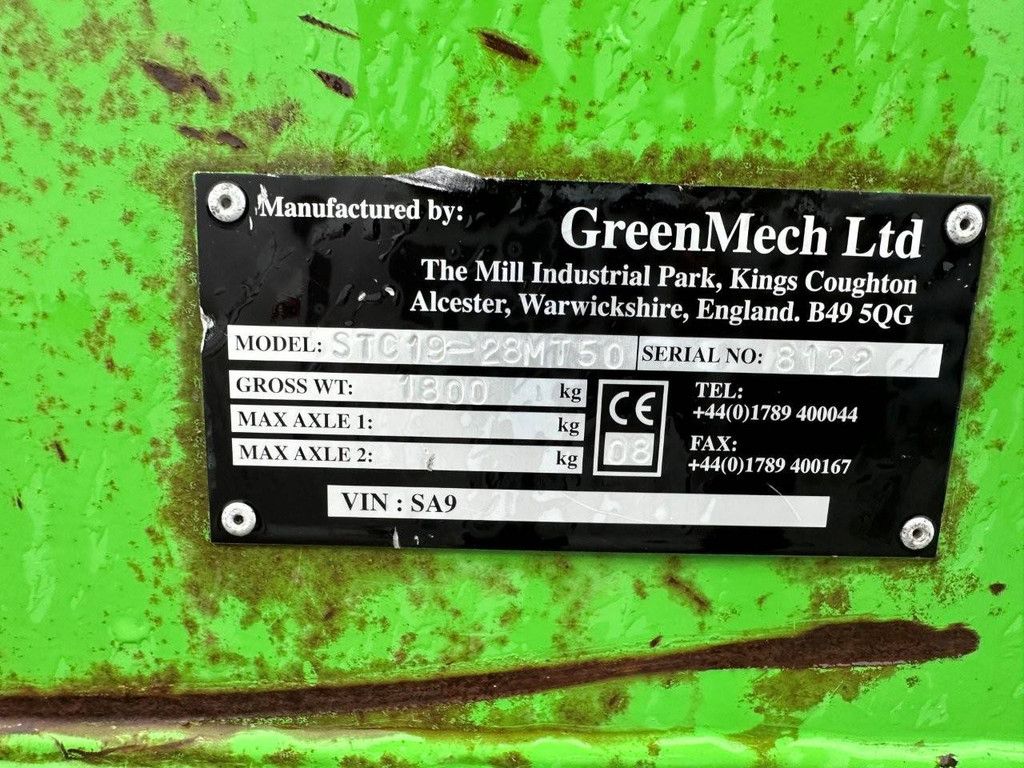 Manufactured by:
GreenMech Ltd
The Mill Industrial Park, Kings Coughton
Alcester, Warwickshire, England. B49 5QG
MODEL: STC19-28MT50 SERIAL NO: 8122
GROSS WT: 1800 kg
MAX AXLE 1: kg
MAX AXLE 2: kg
CE
08
TEL:
+44(0)1789 400044
FAX:
+44(0)1789 400167
VIN : SA9